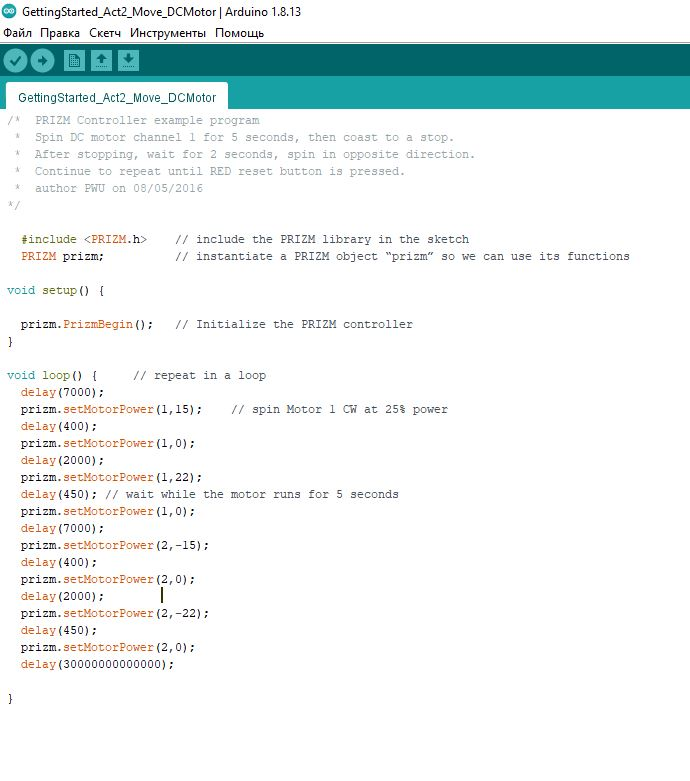 GettingStarted_Act2_Move_DCMotor | Arduino 1.8.13
Файл Правка Скетч Инструменты Помощь
GettingStarted_Act2_Move_DCMotor
/*  PRIZM Controller example program
 *  Spin DC motor channel 1 for 5 seconds, then coast to a stop.
 *  After stopping, wait for 2 seconds, spin in opposite direction.
 *  Continue to repeat until RED reset button is pressed.
 *  author PWU on 08/05/2016
*/
  #include <PRIZM.h>    // include the PRIZM library in the sketch
  PRIZM prizm;          // instantiate a PRIZM object “prizm” so we can use its functions
void setup() {
  prizm.PrizmBegin();   // Initialize the PRIZM controller
}
void loop() {     // repeat in a loop
  delay(7000);
  prizm.setMotorPower(1,15);    // spin Motor 1 CW at 25% power
  delay(400);
  prizm.setMotorPower(1,0);
  delay(2000);
  prizm.setMotorPower(1,22);
  delay(450); // wait while the motor runs for 5 seconds
  prizm.setMotorPower(1,0);
  delay(7000);
  prizm.setMotorPower(2,-15);
  delay(400);
  prizm.setMotorPower(2,0);
  delay(2000);
  prizm.setMotorPower(2,-22);
  delay(450);
  prizm.setMotorPower(2,0);
  delay(30000000000000);
}